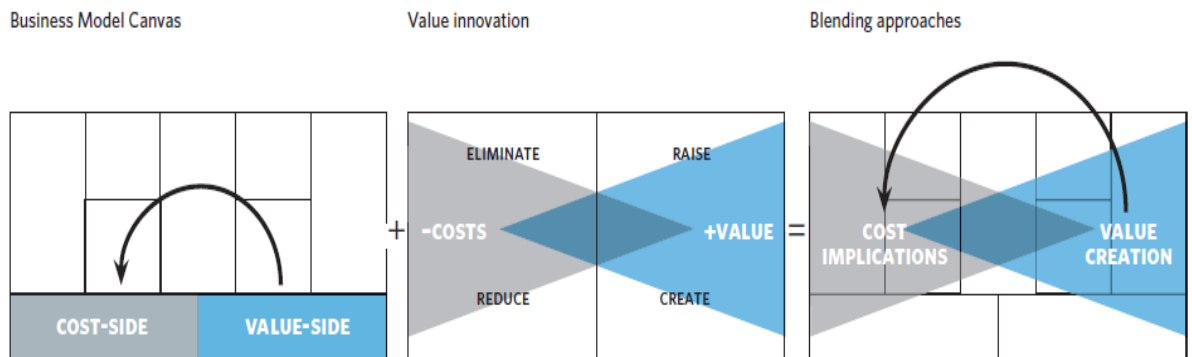 Business Model Canvas
Value innovation
Blending approaches
COST-SIDE
VALUE-SIDE
+
ELIMINATE
RAISE
-COSTS
+VALUE
REDUCE
CREATE
=
COST
IMPLICATIONS
VALUE
CREATION